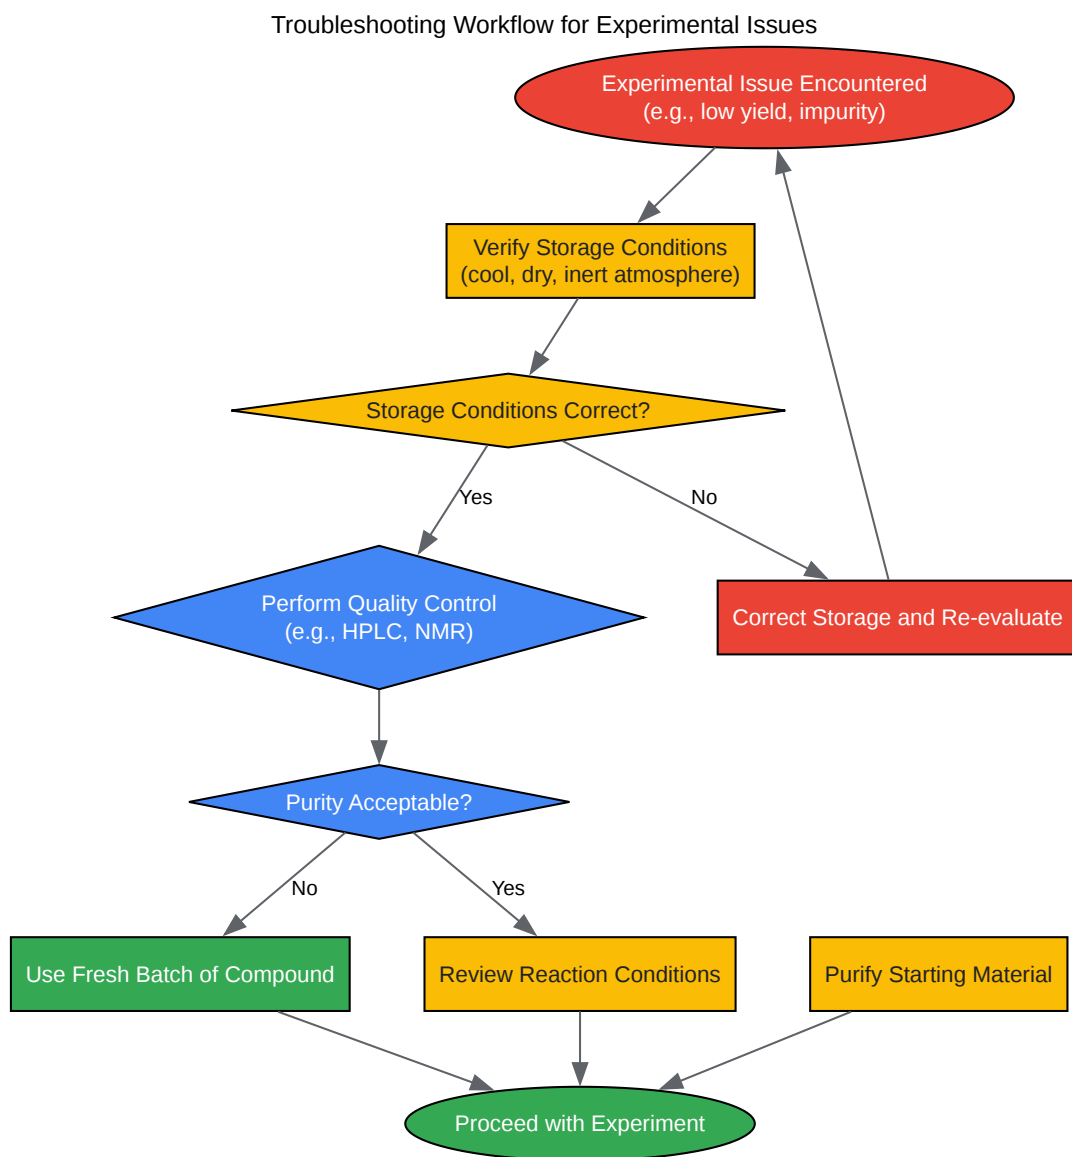 Troubleshooting Workflow for Experimental Issues
Experimental Issue Encountered
(e.g., low yield, impurity)
Verify Storage Conditions
(cool, dry, inert atmosphere)
Storage Conditions Correct?
Yes
No
Perform Quality Control
(e.g., HPLC, NMR)
Correct Storage and Re-evaluate
Purity Acceptable?
No
Yes
Use Fresh Batch of Compound
Review Reaction Conditions
Purify Starting Material
Proceed with Experiment